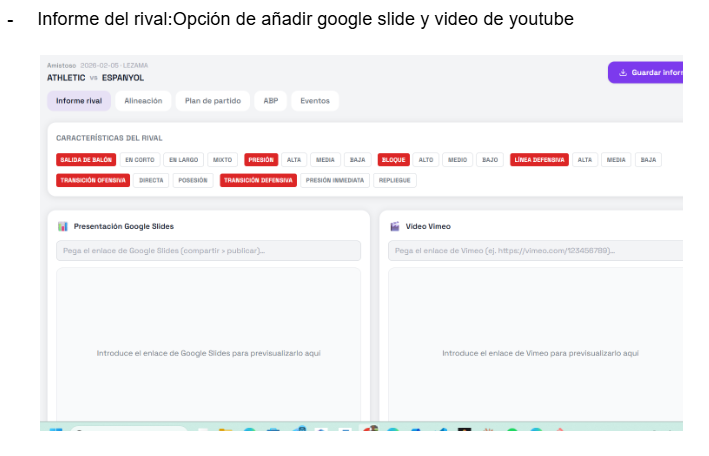 - Informe del rival:Opción de añadir google slide y video de youtube
Amistoso 2026-02-05 · LEZAMA
ATHLETIC vs ESPANYOL
Guardar infor
Informe rival Alineación Plan de partido ABP Eventos
CARACTERÍSTICAS DEL RIVAL
SALIDA DE BALÓN EN CORTO EN LARGO MIXTO PRESIÓN ALTA MEDIA BAJA BLOQUE ALTO MEDIO BAJO LÍNEA DEFENSIVA ALTA MEDIA BAJA
TRANSICIÓN OFENSIVA DIRECTA POSESIÓN TRANSICIÓN DEFENSIVA PRESIÓN INMEDIATA REPLIEGUE
Presentación Google Slides
Video Vimeo
Pega el enlace de Google Slides (compartir > publicar)...
Pega el enlace de Vimeo (ej. https://vimeo.com/123456789)...
Introduce el enlace de Google Slides para previsualizarlo aquí
Introduce el enlace de Vimeo para previsualizarlo aquí